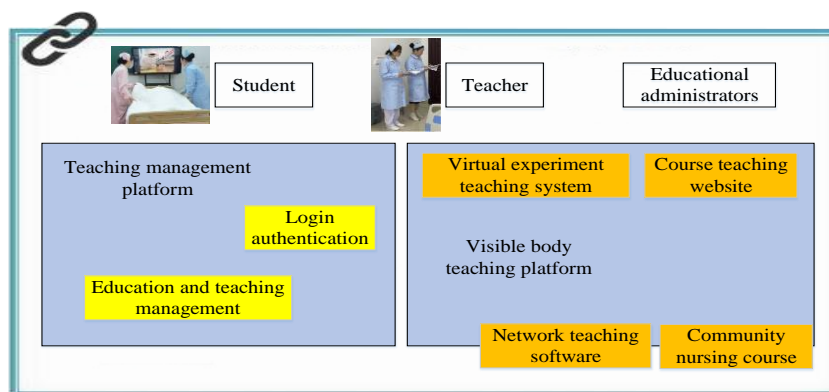 Student
Teacher
Educational
administrators
Teaching management
platform
Login
authentication
Education and teaching
management
Virtual experiment
teaching system
Course teaching
website
Visible body
teaching platform
Network teaching
software
Community
nursing course